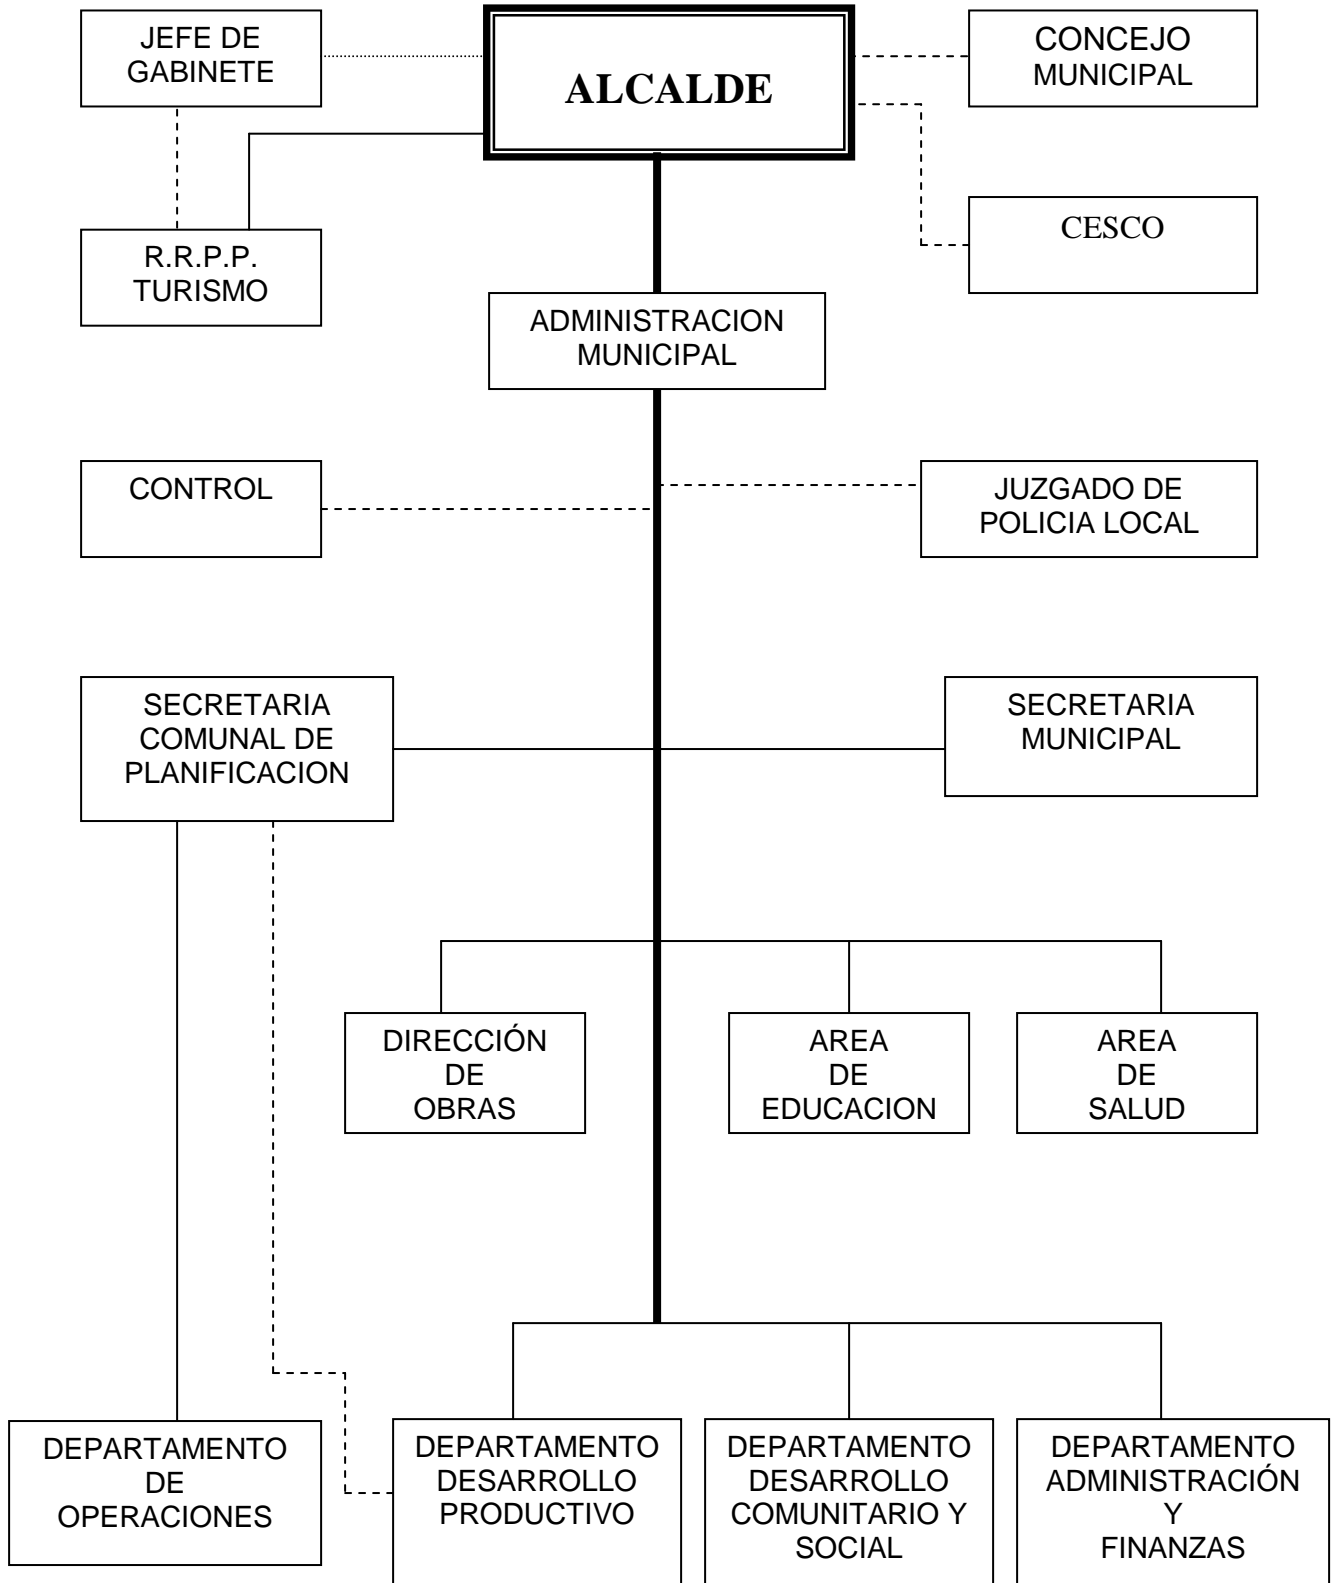 JEFE DE
GABINETE
ALCALDE
CONCEJO
MUNICIPAL
CESCO
R.R.P.P.
TURISMO
ADMINISTRACION
MUNICIPAL
CONTROL
JUZGADO DE
POLICIA LOCAL
SECRETARIA
COMUNAL DE
PLANIFICACION
SECRETARIA
MUNICIPAL
DIRECCIÓN
DE
OBRAS
AREA
DE
EDUCACION
AREA
DE
SALUD
DEPARTAMENTO
DE
OPERACIONES
DEPARTAMENTO
DESARROLLO
PRODUCTIVO
DEPARTAMENTO
DESARROLLO
COMUNITARIO Y
SOCIAL
DEPARTAMENTO
ADMINISTRACIÓN
Y
FINANZAS